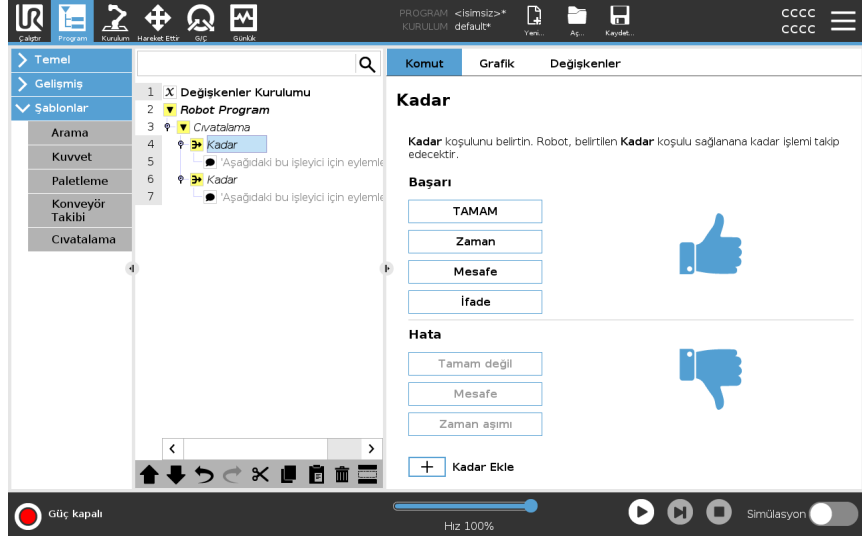 UR
PROGRAM <isimsiz>*
KURULUM default*
Çalıştır
Program
Kurulum
Hareket Ettir
G/Ç
Günlük
Yeni...
Aç...
Kaydet...
CCCC
CCCC
Temel
Gelişmiş
Şablonlar
Arama
Kuvvet
Paletleme
Konveyör
Takibi
Cıvatalama
1 X Değişkenler Kurulumu
2 Robot Program
3 Cıvatalama
4 Kadar
5 'Aşağıdaki bu işleyici için eylemle
6 Kadar
7 'Aşağıdaki bu işleyici için eylemle
Komut
Grafik
Değişkenler
Kadar
Kadar koşulunu belirtin. Robot, belirtilen Kadar koşulu sağlanana kadar işlemi takip
edecektir.
Başarı
TAMAM
Zaman
Mesafe
İfade
Hata
Tamam değil
Mesafe
Zaman aşımı
+ Kadar Ekle
Güç kapalı
Hız 100%
Simülasyon